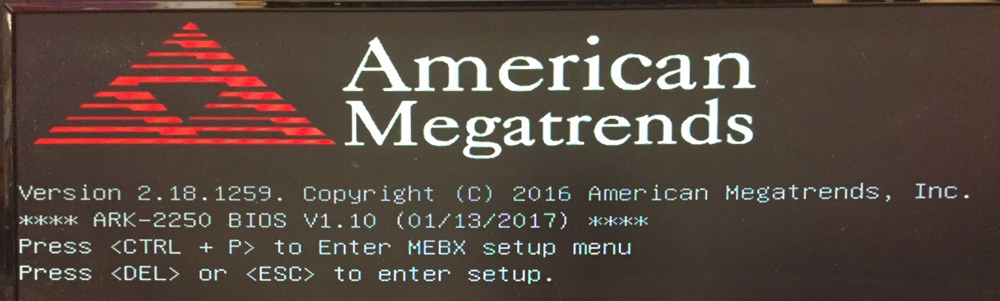 American
Megatrends
Version 2.18.1259. Copyright (C) 2016 American Megatrends, Inc.
**** ARK-2250 BIOS V1.10 (01/13/2017) ****
Press <CTRL + P> to Enter MEBX setup menu
Press <DEL> or <ESC> to enter setup.